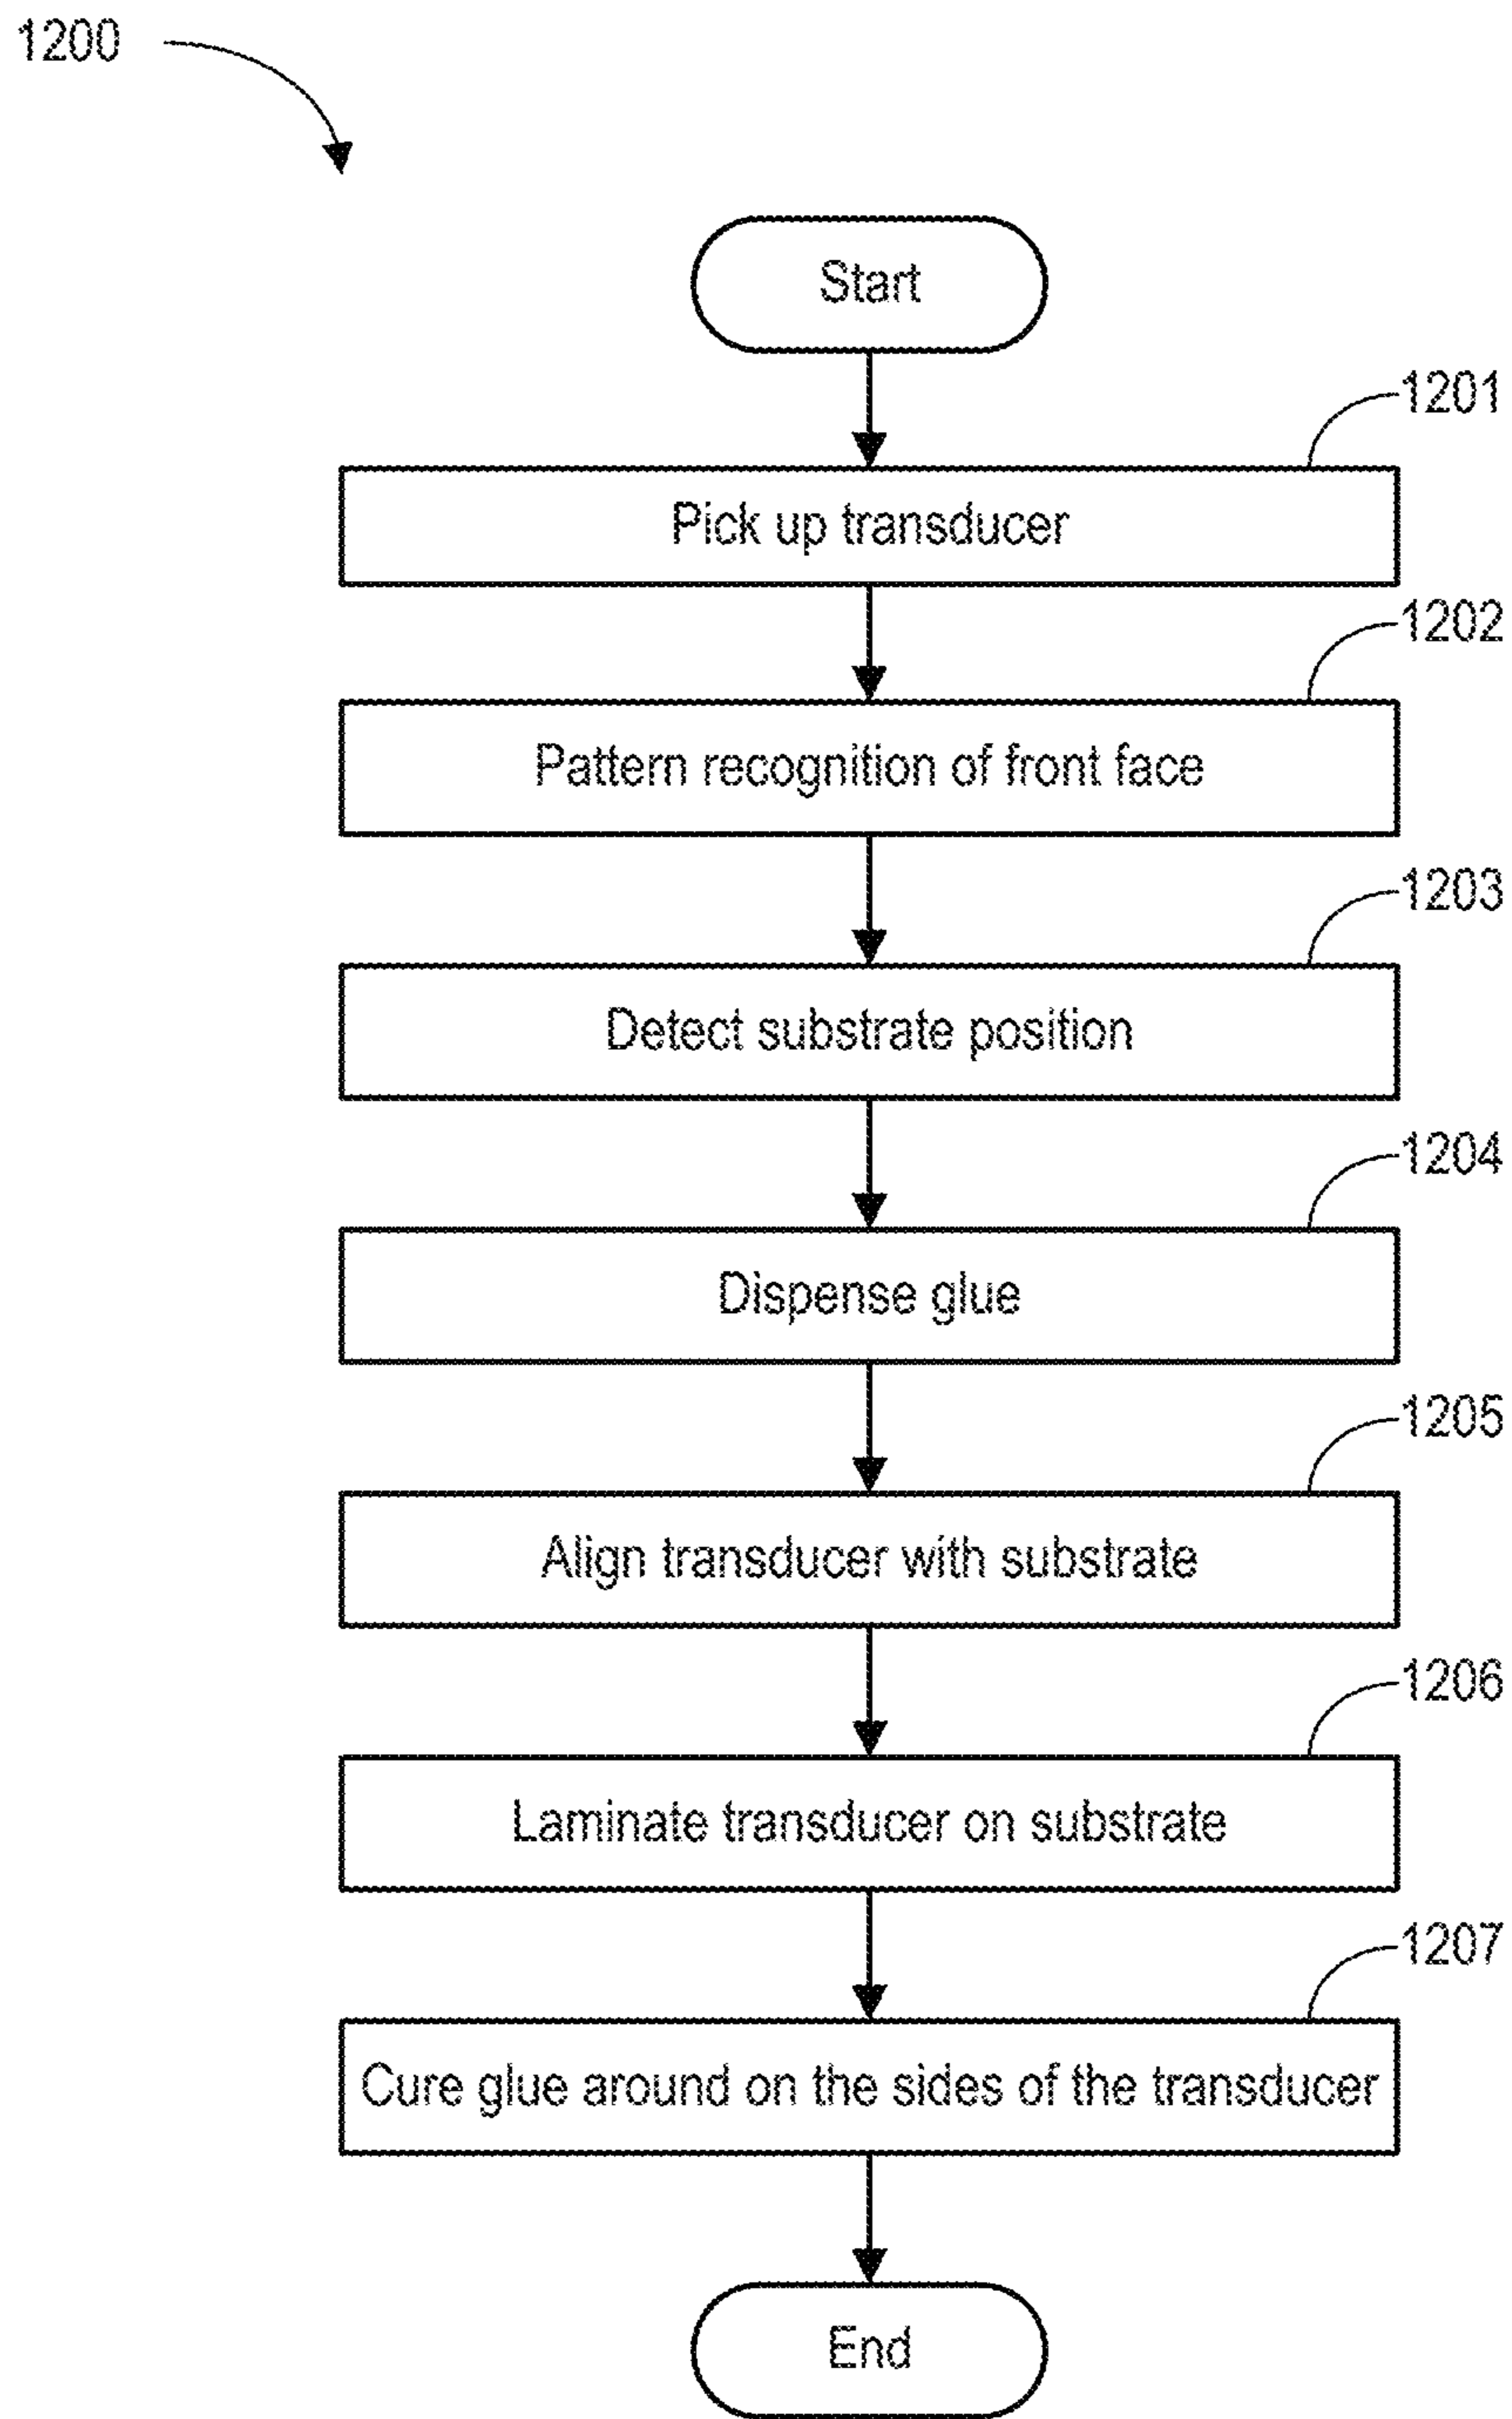 1200
Start
1201
Pick up transducer
1202
Pattern recognition of front face
1203
Detect substrate position
1204
Dispense glue
1205
Align transducer with substrate
1206
Laminate transducer on substrate
1207
Cure glue around on the sides of the transducer
End